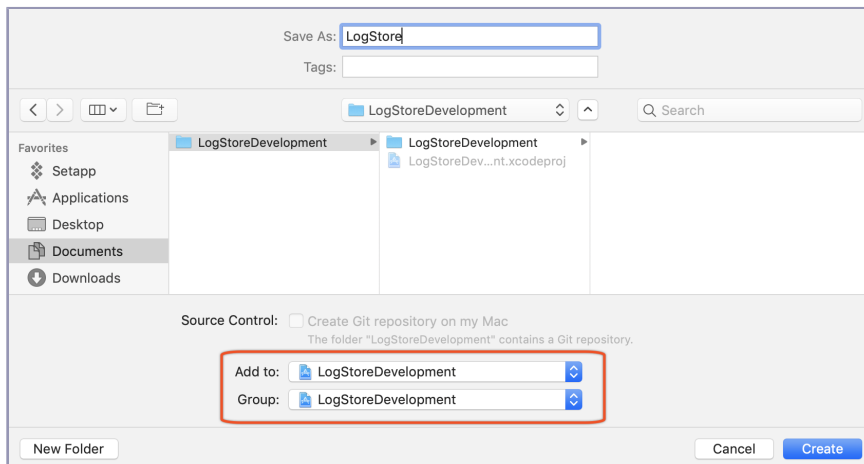 Save As: LogStore
Tags:
LogStoreDevelopment
Search
Favorites
Setapp
Applications
Desktop
Documents
Downloads
LogStoreDevelopment
LogStoreDevelopment
LogStoreDev...nt.xcodeproj
Source Control: Create Git repository on my Mac
The folder "LogStoreDevelopment" contains a Git repository.
Add to: LogStoreDevelopment
Group: LogStoreDevelopment
New Folder
Cancel
Create